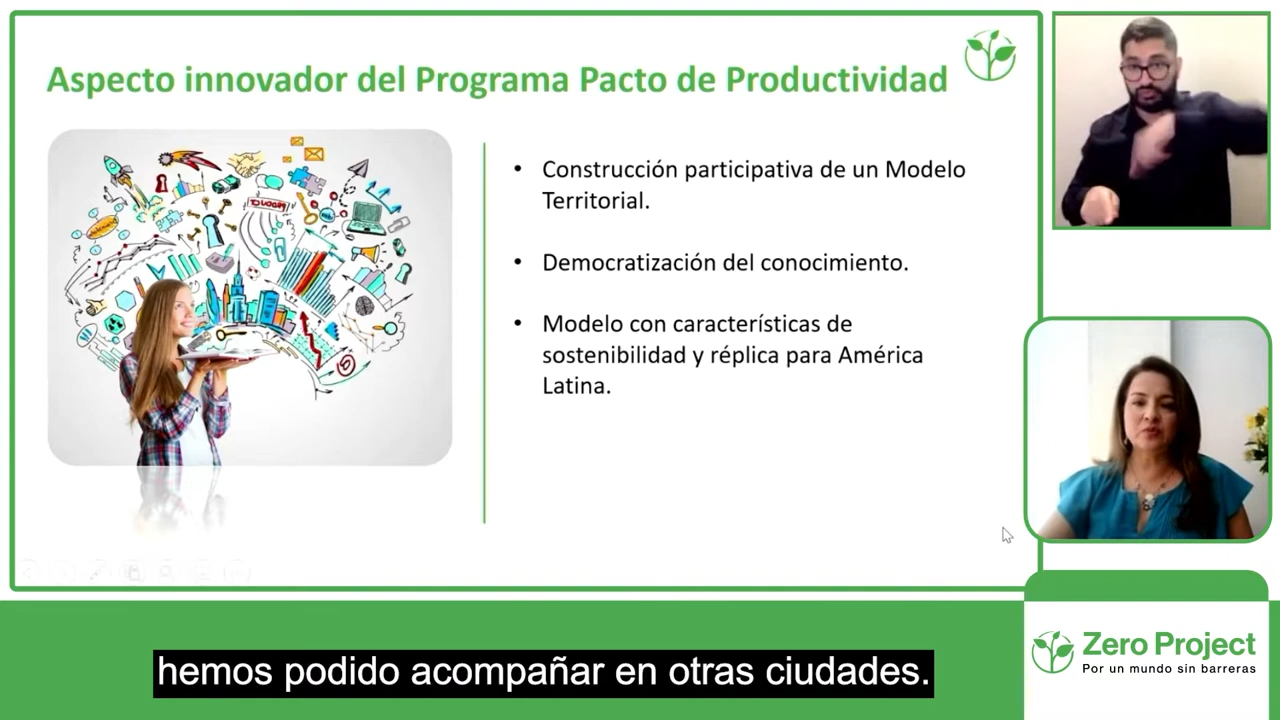 Aspecto innovador del Programa Pacto de Productividad
• Construcción participativa de un Modelo
Territorial.
• Democratización del conocimiento.
• Modelo con características de
sostenibilidad y réplica para América
Latina.
Zero Project
Por un mundo sin barreras
hemos podido acompañar en otras ciudades.